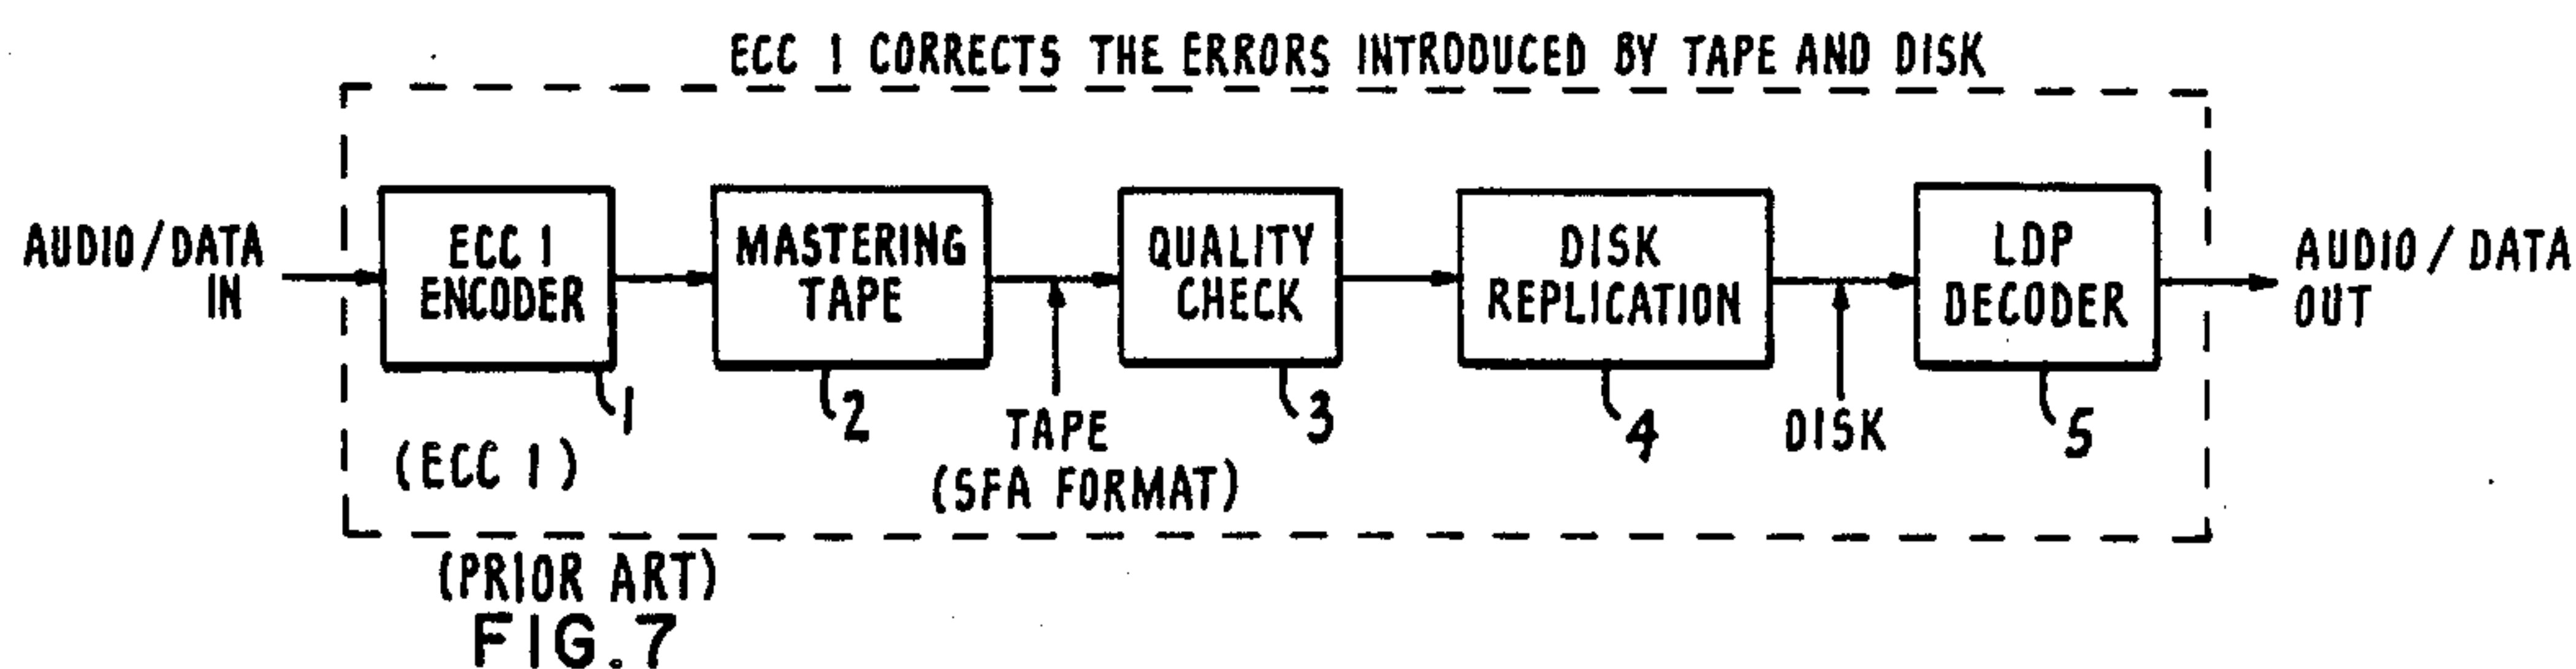 ECC 1 CORRECTS THE ERRORS INTRODUCED BY TAPE AND DISK
AUDIO/DATA
IN
ECC 1
ENCODER
1
MASTERING
TAPE
2
QUALITY
CHECK
3
DISK
REPLICATION
4
LDP
DECODER
5
AUDIO/DATA
OUT
TAPE
(SFA FORMAT)
DISK
(ECC 1)
(PRIOR ART)
FIG.7